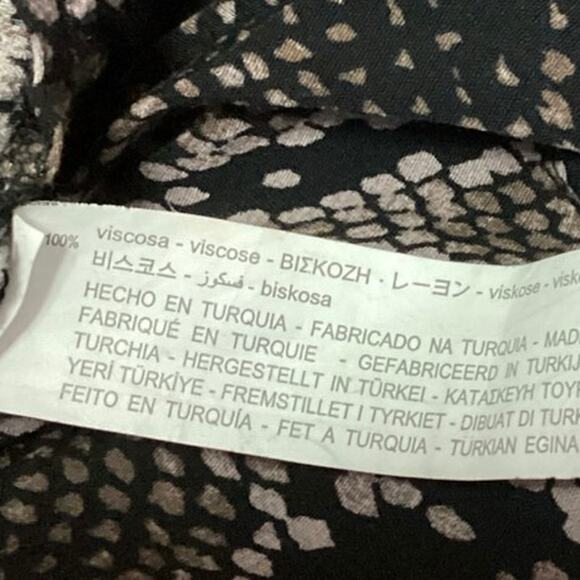 100% viscosa - viscose - ΒΙΣΚΟΖΗ · レーヨン - viskose -
비스코스 - فسكوز - biskosa
HECHO EN TURQUIA - FABRICADO NA TURQUIA -
FABRIQUÉ EN TURQUIE - GEFABRICEERD IN
TURCHIA - HERGESTELLT IN TÜRKEI - ΚΑΤΑΣΚΕΥΗ
YERİ TÜRKİYE - FREMSTILLET I TYRKIET - DIBUAT DI
FEITO EN TURQUÍA - FET A TURQUIA - TURKIAN EGINA